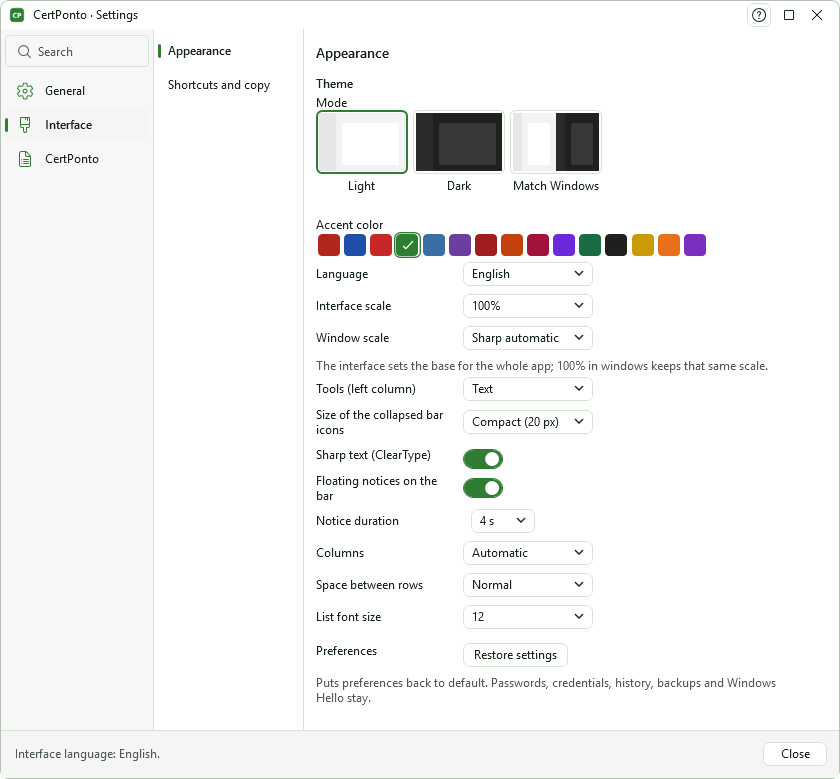 CP CertPonto · Settings
Search
General
Interface
CertPonto
Appearance
Shortcuts and copy
Appearance
Theme
Mode
Light Dark Match Windows
Accent color
Language English
Interface scale 100%
Window scale Sharp automatic
The interface sets the base for the whole app; 100% in windows keeps that same scale.
Tools (left column) Text
Size of the collapsed bar
icons
Compact (20 px)
Sharp text (ClearType)
Floating notices on the
bar
Notice duration 4 s
Columns Automatic
Space between rows Normal
List font size 12
Preferences Restore settings
Puts preferences back to default. Passwords, credentials, history, backups and Windows
Hello stay.
Interface language: English.
Close